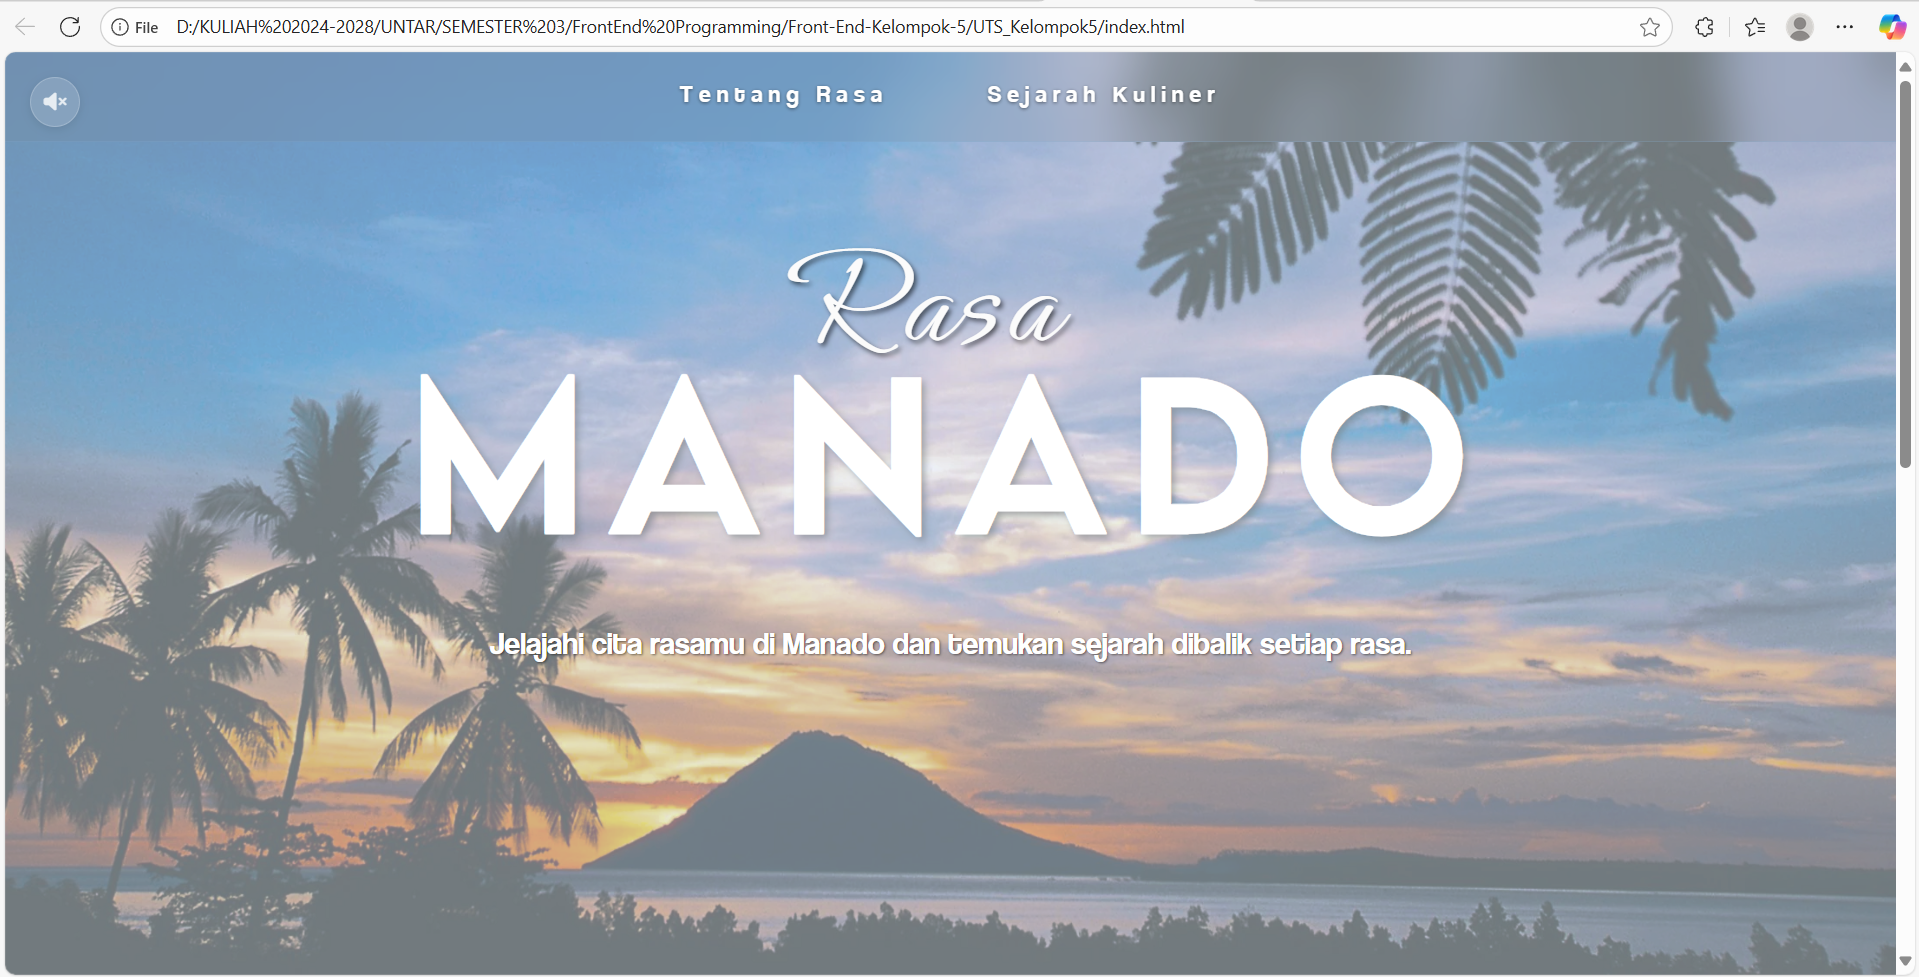 File D:/KULIAH%202024-2028/UNTAR/SEMESTER%203/FrontEnd%20Programming/Front-End-Kelompok-5/UTS_Kelompok5/index.html
Tentang Rasa Sejarah Kuliner
Rasa
MANADO
Jelajahi cita rasamu di Manado dan temukan sejarah dibalik setiap rasa.